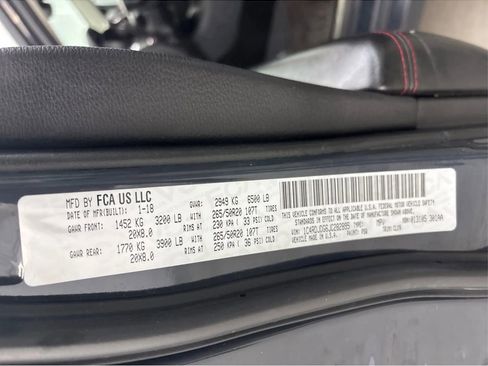 MFD BY FCA US LLC
DATE OF MFR(BUILT): 1-18 GVWR: 2949 KG 6500 LB
GAWR FRONT: 1452 KG 3200 LB 265/50R20 107T TIRES
20X8.0 RIMS AT 230 KPA( 33 PSI) COLD
GAWR REAR: 1770 KG 3900 LB 265/50R20 107T TIRES
20X8.0 RIMS AT 250 KPA( 36 PSI) COLD
THIS VEHICLE CONFORMS TO ALL APPLICABLE FEDERAL MOTOR VEHICLE SAFETY,
STANDARDS IN EFFECT ON THE DATE OF MANUFACTURE SHOWN ABOVE.
VIN:
MADE IN U.S.A. PAINT: